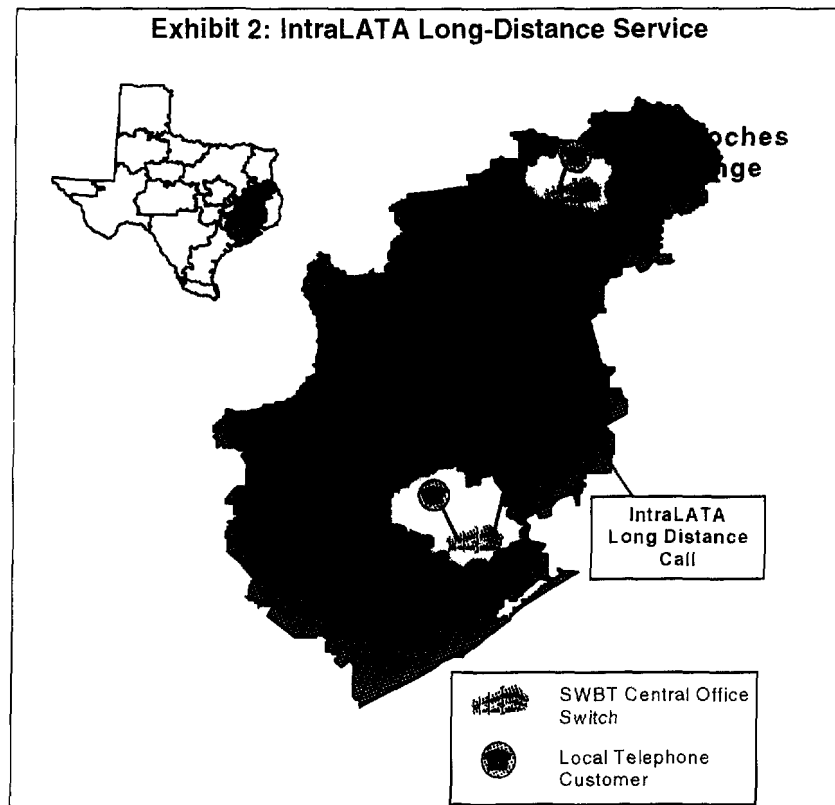 Exhibit 2: IntraLATA Long-Distance Service
oches
nge
IntraLATA
Long Distance
Call
SWBT Central Office
Switch
Local Telephone
Customer